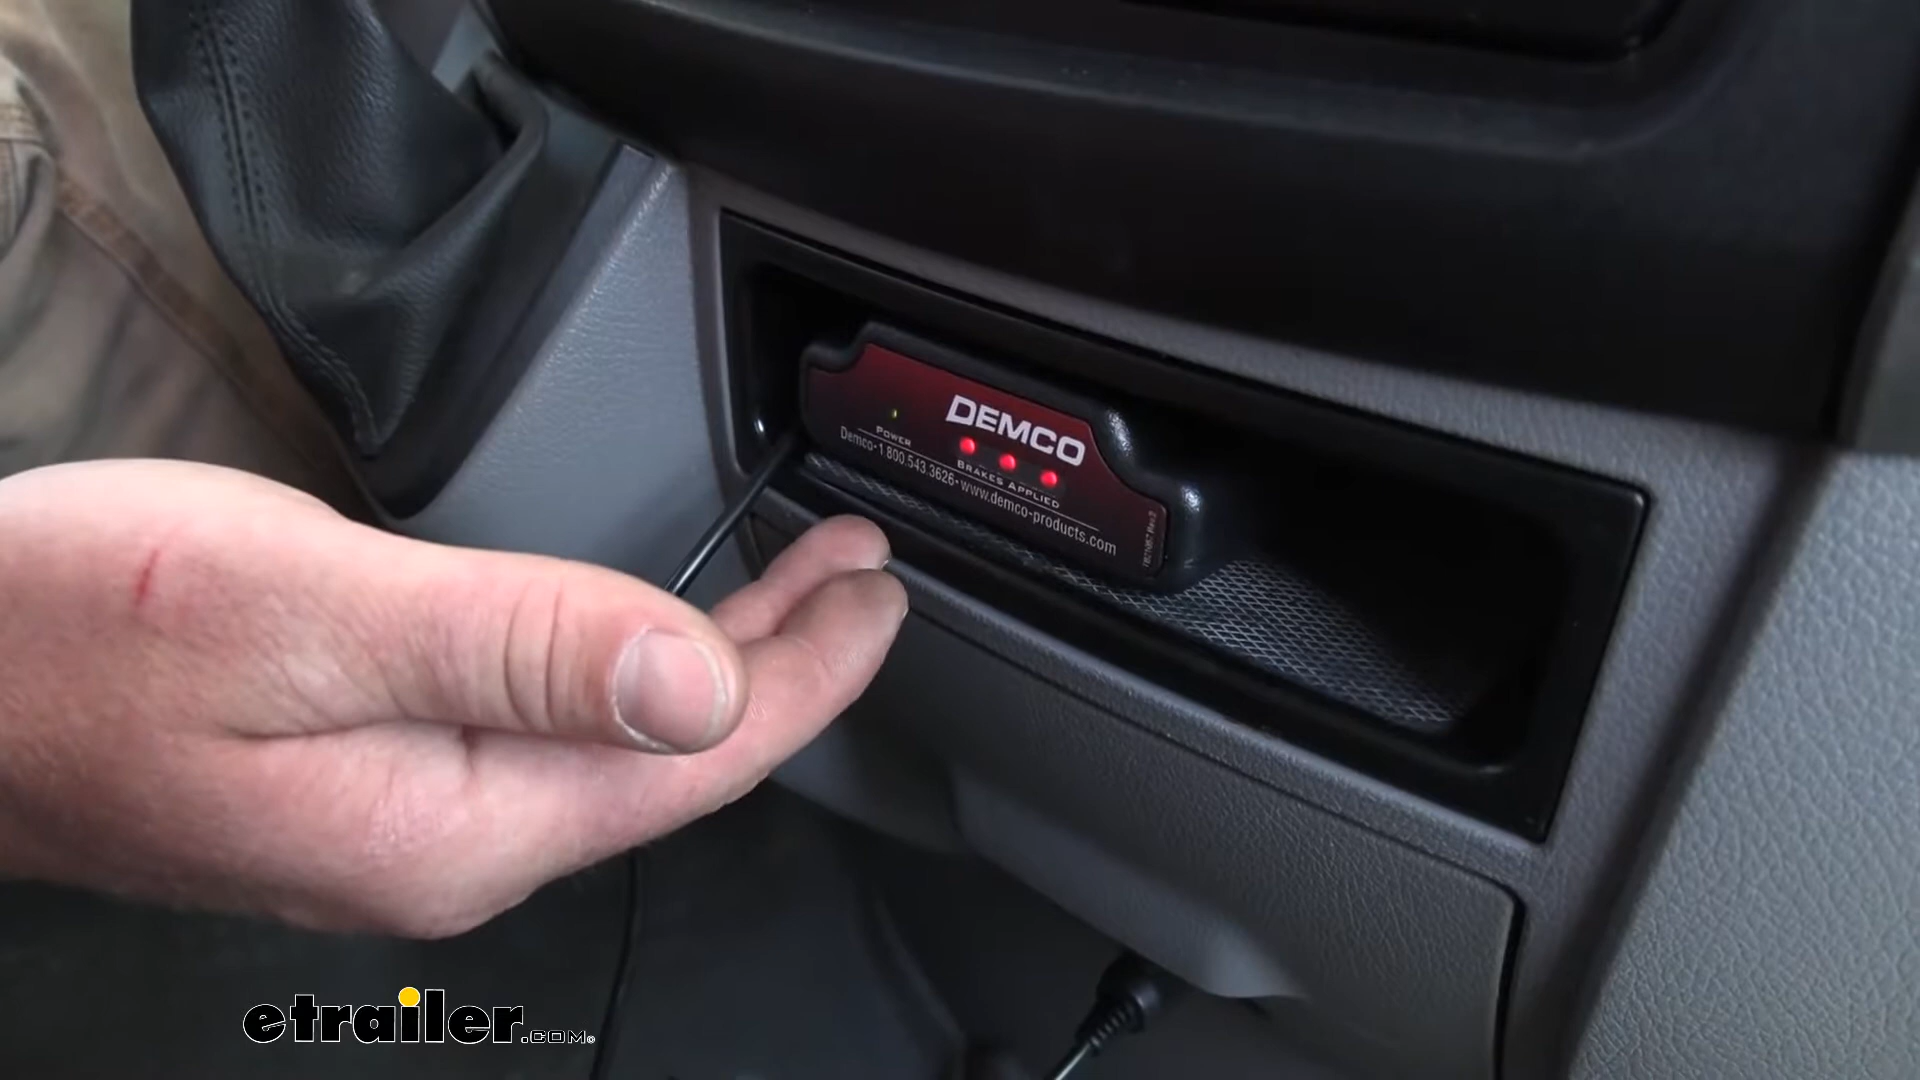 DEMCO
POWER
BRAKES APPLIED
Demco•1.800.543.3626•www.demco-products.com
etrailer.com